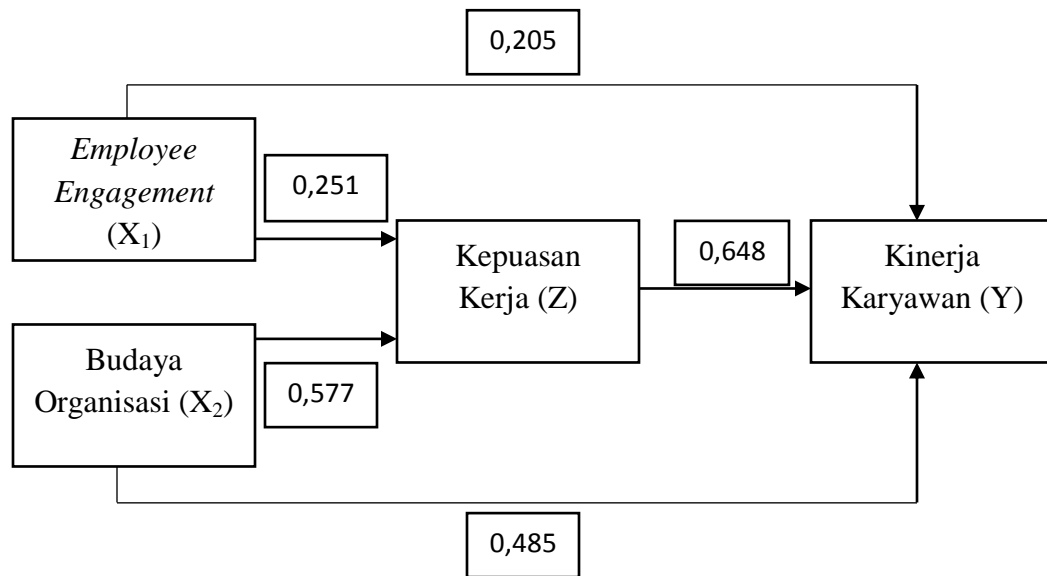 0,205
Employee
Engagement
(X₁)
0,251
Kepuasan
Kerja (Z)
0,648
Kinerja
Karyawan (Y)
Budaya
Organisasi (X₂)
0,577
0,485